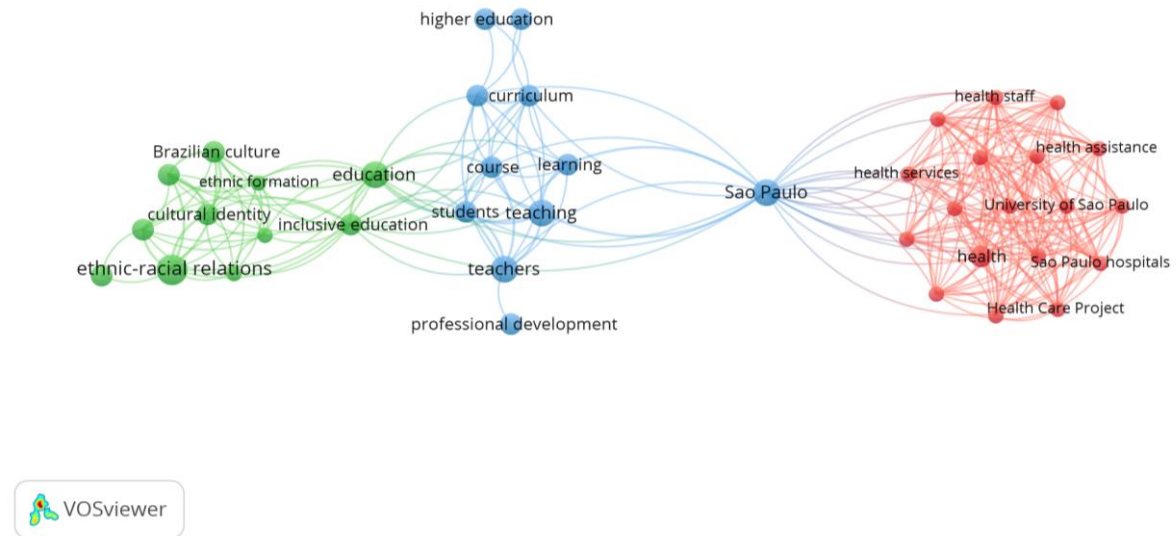 higher education
curriculum
course
learning
students
teaching
teachers
professional development
Brazilian culture
ethnic formation
cultural identity
ethnic-racial relations
education
inclusive education
Sao Paulo
health staff
health assistance
health services
University of Sao Paulo
health
Sao Paulo hospitals
Health Care Project
VOSviewer